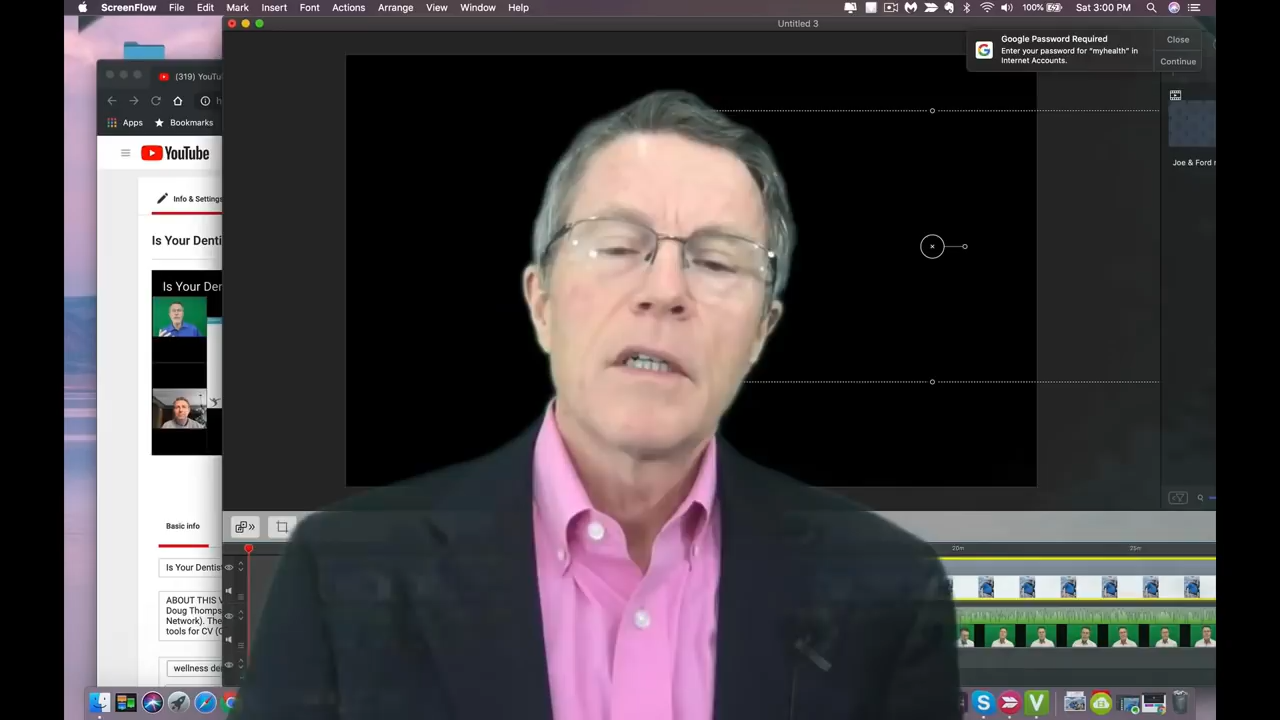 ScreenFlow File Edit Mark Insert Font Actions Arrange View Window Help 100% Sat 3:00 PM
Untitled 3
Google Password Required
Enter your password for "myhealth" in
Internet Accounts.
Close
Continue
(319) YouTu
Apps Bookmarks
YouTube
Info & Settings
Is Your Denti
Is Your Den
Joe & Ford r
Basic info
Is Your Dentis
ABOUT THIS V
Doug Thomps
Network). The
tools for CV (C
wellness de
20m 25m